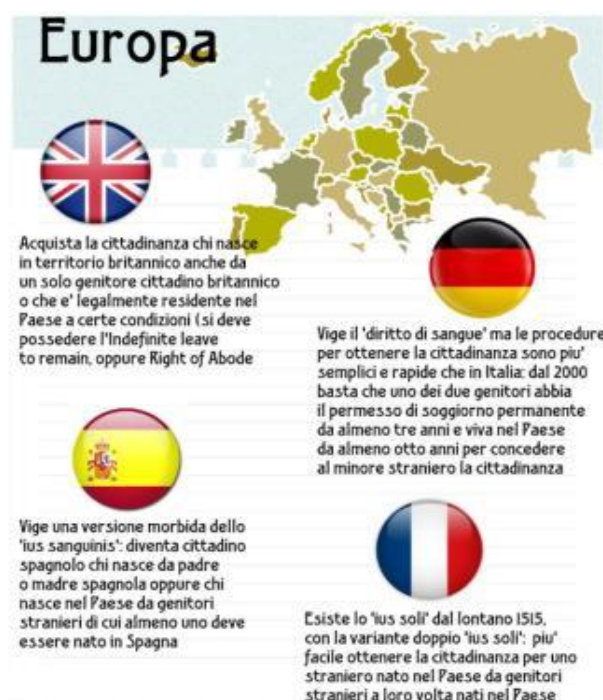 Europa
Acquista la cittadinanza chi nasce
in territorio britannico anche da
un solo genitore cittadino britannico
o che e' legalmente residente nel
Paese a certe condizioni (si deve
possedere l'Indefinite leave
to remain, oppure Right of Abode
Vige il 'diritto di sangue' ma le procedure
per ottenere la cittadinanza sono piu'
semplici e rapide che in Italia: dal 2000
basta che uno dei due genitori abbia
il permesso di soggiorno permanente
da almeno tre anni e viva nel Paese
da almeno otto anni per concedere
al minore straniero la cittadinanza
Vige una versione morbida dello
'ius sanguinis': diventa cittadino
spagnolo chi nasce da padre
o madre spagnola oppure chi
nasce nel Paese da genitori
stranieri di cui almeno uno deve
essere nato in Spagna
Esiste lo 'ius soli' dal lontano 1515,
con la variante doppio 'ius soli': piu'
facile ottenere la cittadinanza per uno
straniero nato nel Paese da genitori
stranieri a loro volta nati nel Paese